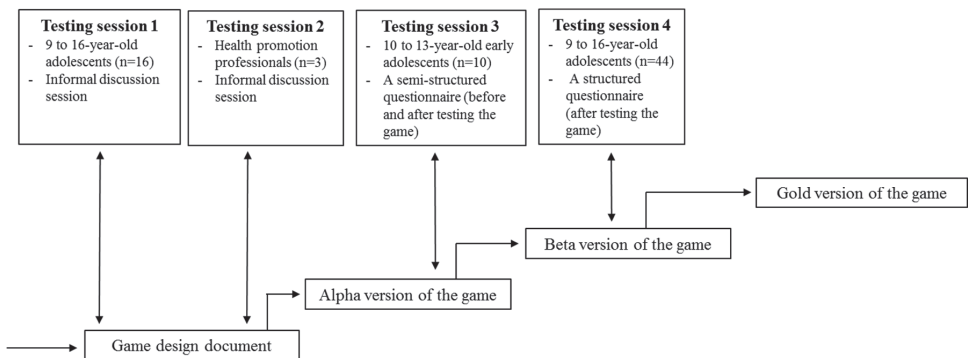 Testing session 1
- 9 to 16-year-old
adolescents (n=16)
- Informal discussion
session
Testing session 2
- Health promotion
professionals (n=3)
- Informal discussion
session
Testing session 3
- 10 to 13-year-old early
adolescents (n=10)
- A semi-structured
questionnaire (before
and after testing the
game)
Testing session 4
- 9 to 16-year-old
adolescents (n=44)
- A structured
questionnaire
(after testing the
game)
Gold version of the game
Beta version of the game
Alpha version of the game
Game design document